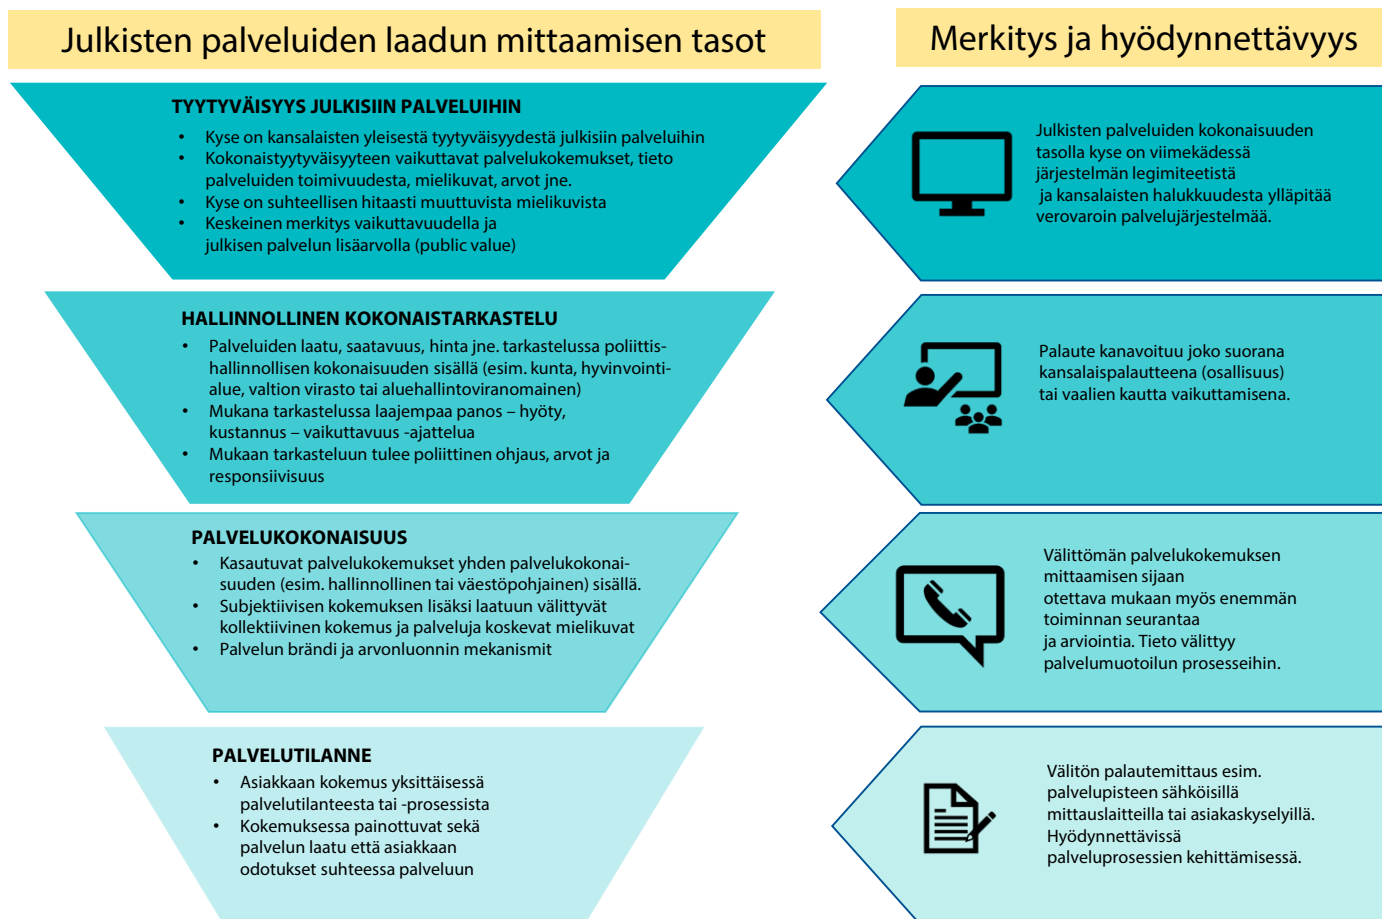 Julkisten palveluiden laadun mittaamisen tasot
Merkitys ja hyödynnettävyys
TYYTYVÄISYYS JULKISIIN PALVELUIHIN
• Kyse on kansalaisten yleisestä tyytyväisyydestä julkisiin palveluihin
• Kokonaistyytyväisyyteen vaikuttavat palvelukokemukset, tieto
palveluiden toimivuudesta, mielikuvat, arvot jne.
• Kyse on suhteellisen hitaasti muuttuvista mielikuvista
• Keskeinen merkitys vaikuttavuudella ja
julkisen palvelun lisäarvolla (public value)
Julkisten palveluiden kokonaisuuden
tasolla kyse on viimekädessä
järjestelmän legimiteetistä
ja kansalaisten halukkuudesta ylläpitää
verovaroin palvelujärjestelmää.
HALLINNOLLINEN KOKONAISTARKASTELU
• Palveluiden laatu, saatavuus, hinta jne. tarkastelussa poliittis-
hallinnollisen kokonaisuuden sisällä (esim. kunta, hyvinvointi-
alue, valtion virasto tai aluehallintoviranomainen)
• Mukana tarkastelussa laajempaa panos – hyöty,
kustannus – vaikuttavuus -ajattelua
• Mukaan tarkasteluun tulee poliittinen ohjaus, arvot ja
responsiivisuus
Palaute kanavoituu joko suorana
kansalaispalautteena (osallisuus)
tai vaalien kautta vaikuttamisena.
PALVELUKOKONAISUUS
• Kasautuvat palvelukokemukset yhden palvelukokonai-
suuden (esim. hallinnollinen tai väestöpohjainen) sisällä.
• Subjektiivisen kokemuksen lisäksi laatuun välittyvät
kollektiivinen kokemus ja palveluja koskevat mielikuvat
• Palvelun brändi ja arvonluonnin mekanismit
Välittömän palvelukokemuksen
mittaamisen sijaan
otettava mukaan myös enemmän
toiminnan seurantaa
ja arviointia. Tieto välittyy
palvelumuotoilun prosesseihin.
PALVELUTILANNE
• Asiakkaan kokemus yksittäisessä
palvelutilanteesta tai -prosessista
• Kokemuksessa painottuvat sekä
palvelun laatu että asiakkaan
odotukset suhteessa palveluun
Välitön palautemittaus esim.
palvelupisteen sähköisillä
mittauslaitteilla tai asiakaskyselyillä.
Hyödynnettävissä
palveluprosessien kehittämisessä.